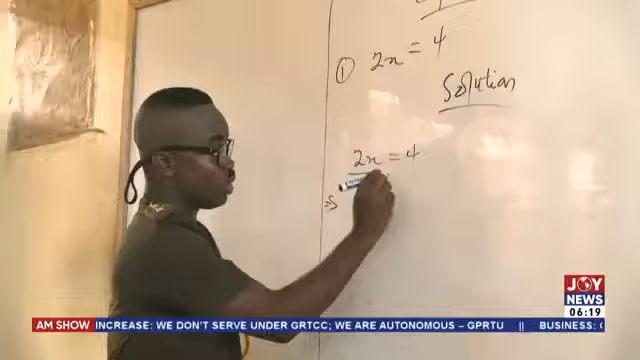 ① 2x = 4
Solution
2x = 4
⇒
JOY
NEWS
06:19
AM SHOW INCREASE: WE DON'T SERVE UNDER GRTCC; WE ARE AUTONOMOUS – GPRTU || BUSINESS: